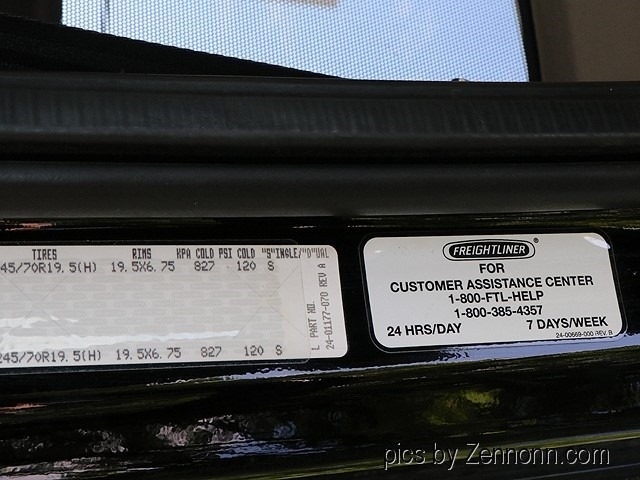 TIRES RIMS KPA COLD PSI COLD "S"INGLE/"D"UAL
245/70R19.5(H) 19.5X6.75 827 120 S
245/70R19.5(H) 19.5X6.75 827 120 S
L PART NO.
24-01177-070 REV A
FREIGHTLINER®
FOR
CUSTOMER ASSISTANCE CENTER
1-800-FTL-HELP
1-800-385-4357
24 HRS/DAY 7 DAYS/WEEK
24-00669-000 REV. B
pics by Zennonn.com